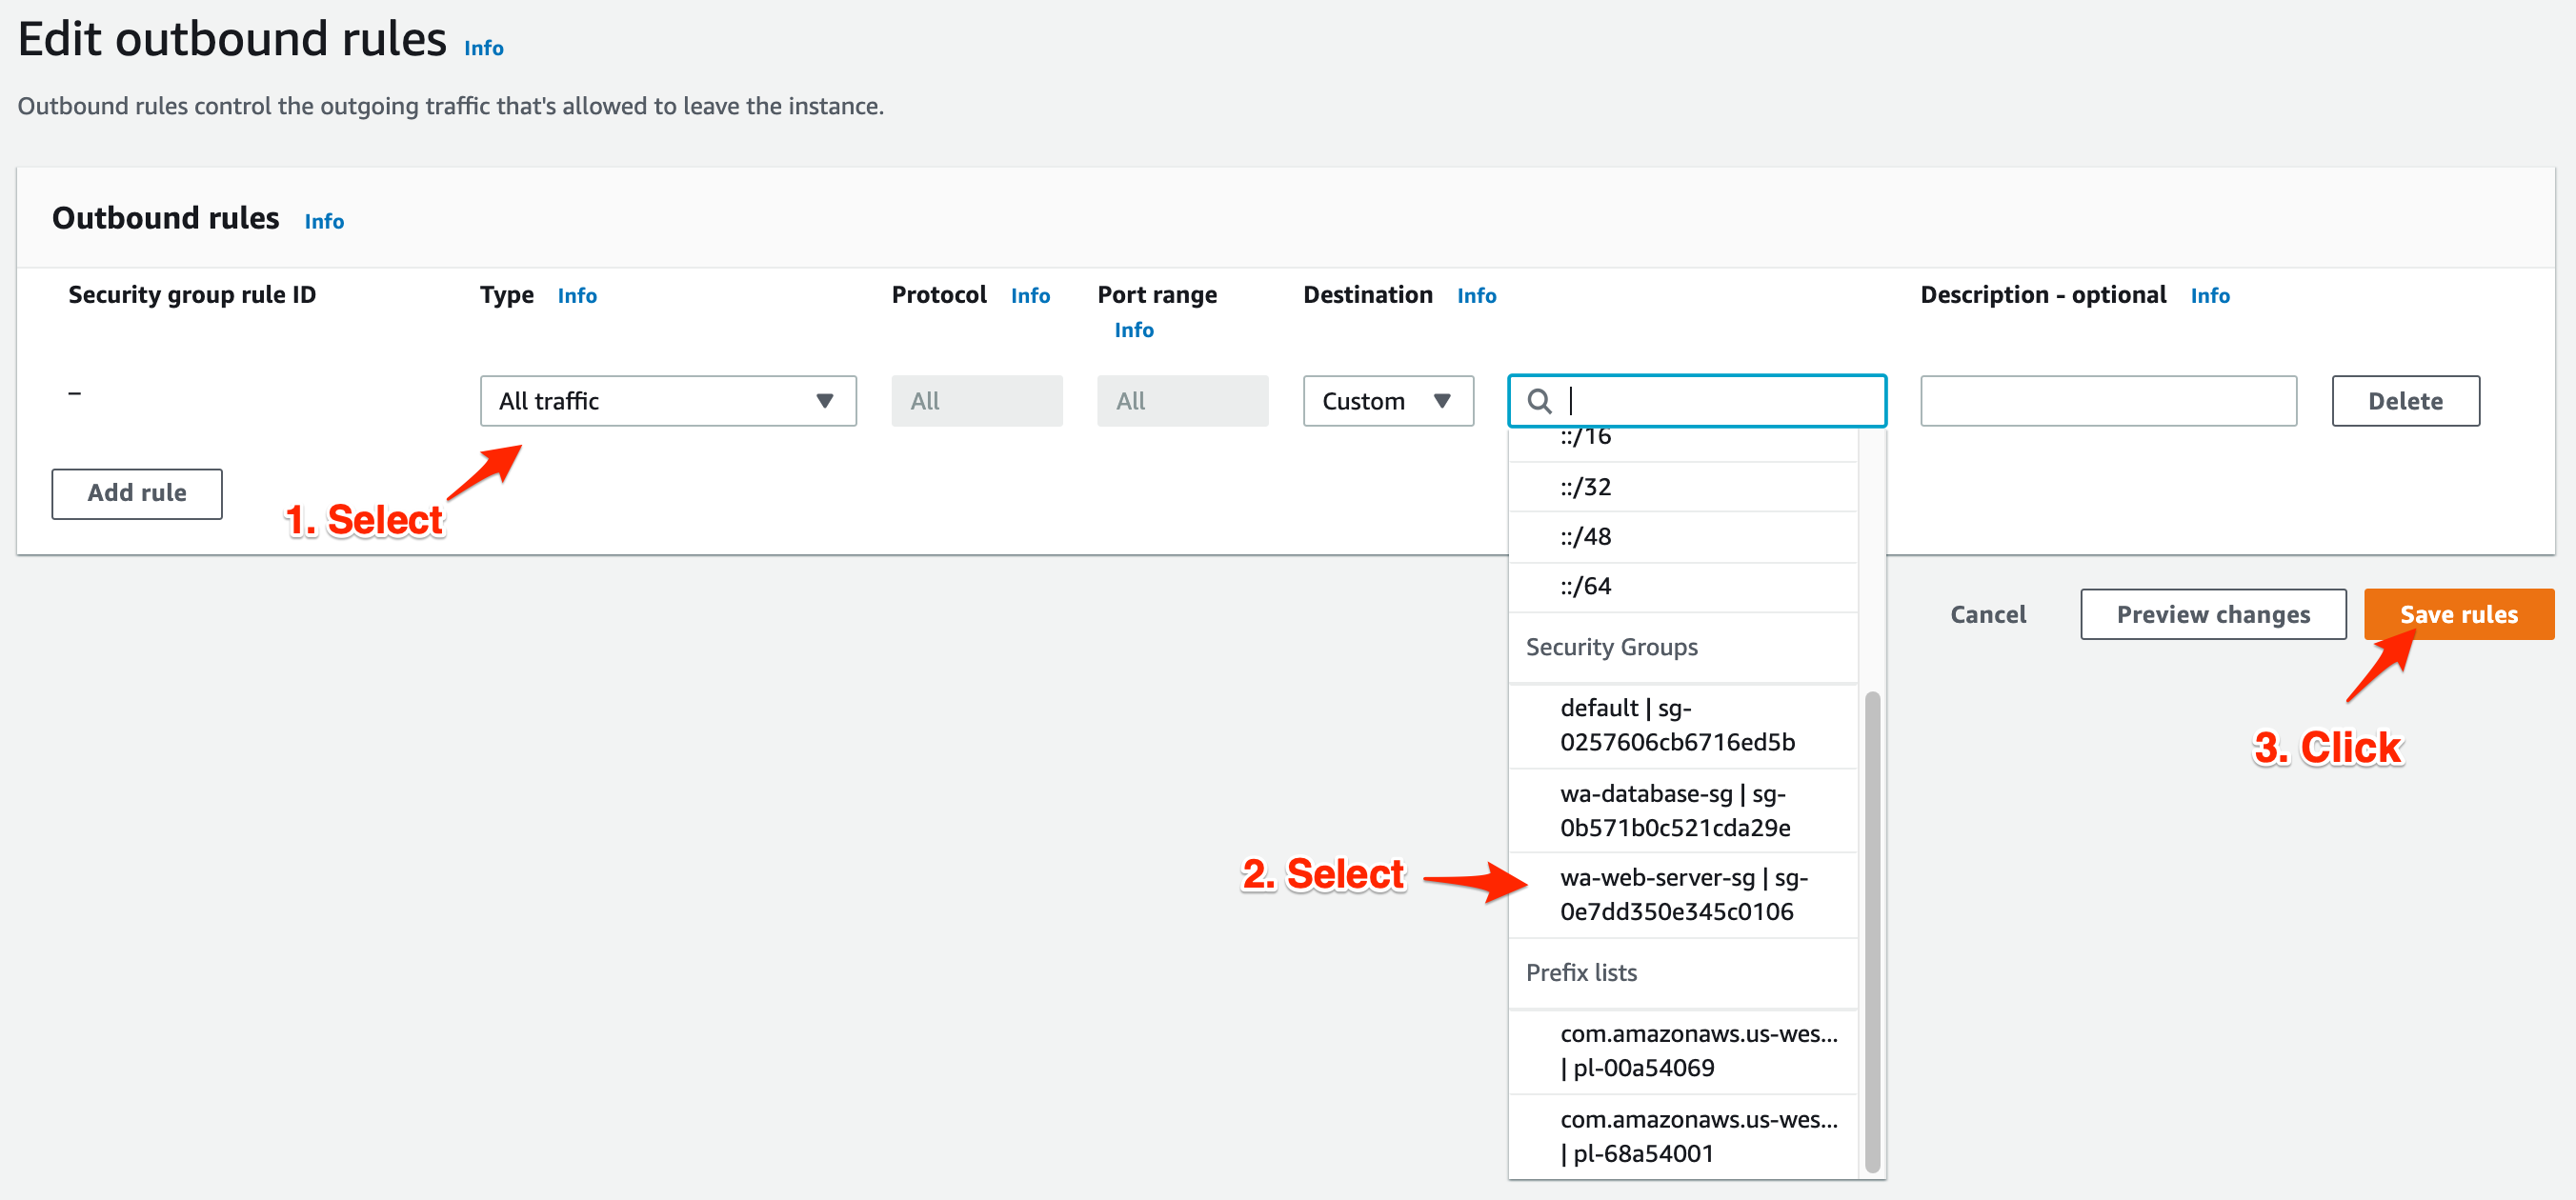 Edit outbound rules Info
Outbound rules control the outgoing traffic that's allowed to leave the instance.
Outbound rules Info
Security group rule ID Type Info Protocol Info Port range Info Destination Info Description - optional Info
– All traffic All All Custom Delete
::/16
::/32
::/48
::/64
Add rule
1. Select
Cancel Preview changes Save rules
3. Click
Security Groups
default | sg-
0257606cb6716ed5b
wa-database-sg | sg-
0b571b0c521cda29e
2. Select
wa-web-server-sg | sg-
0e7dd350e345c0106
Prefix lists
com.amazonaws.us-wes...
| pl-00a54069
com.amazonaws.us-wes...
| pl-68a54001